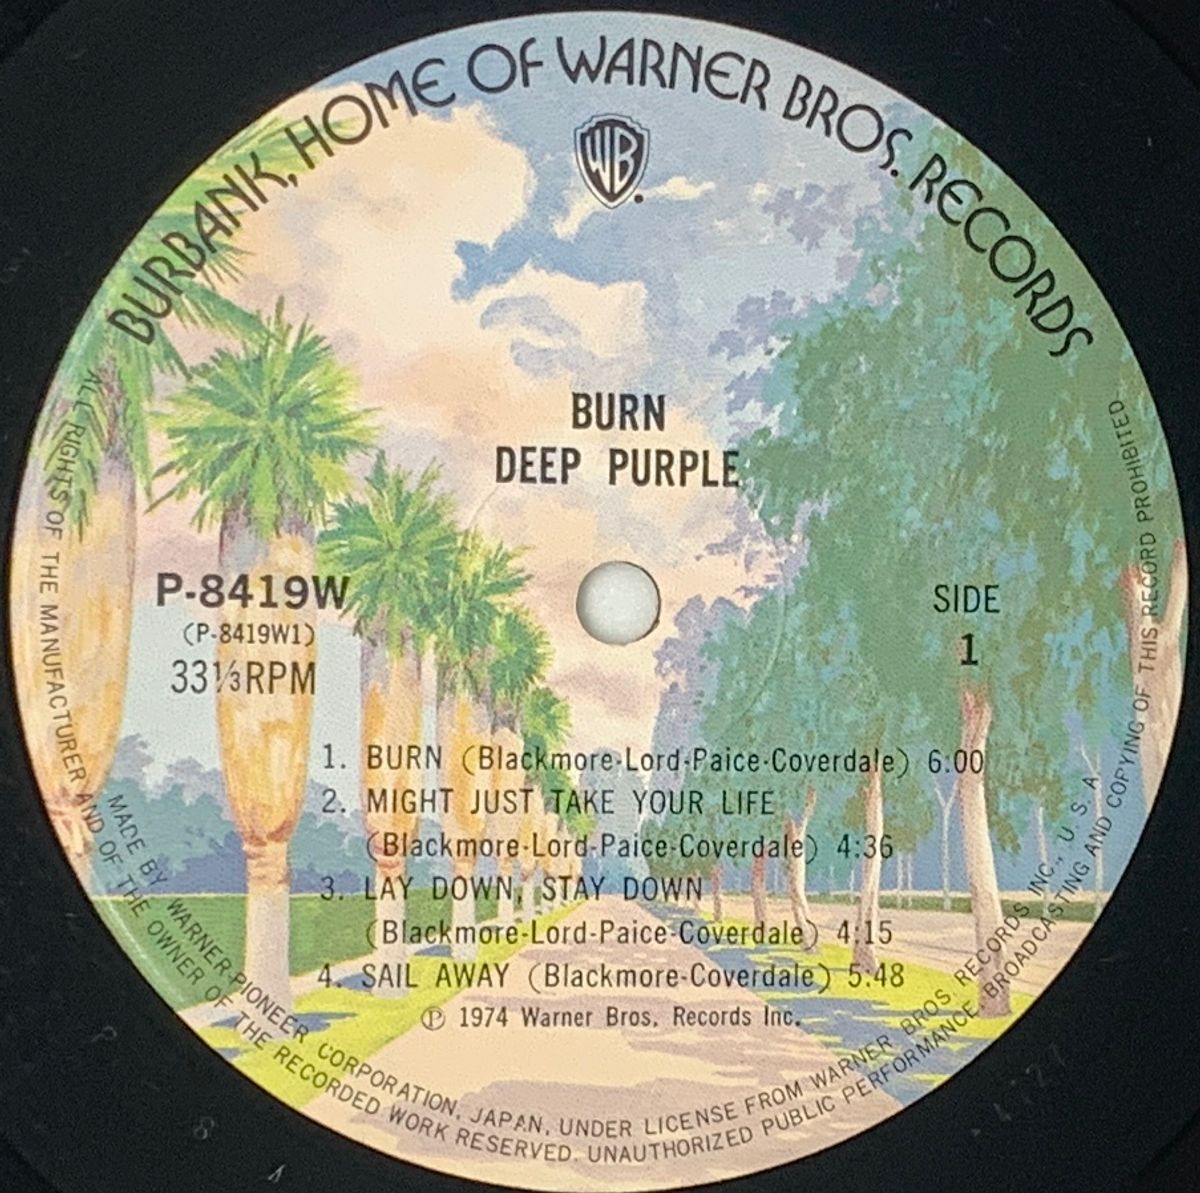 BURBANK, HOME OF WARNER BROS. RECORDS
WB
BURN
DEEP PURPLE
P-8419W
(P-8419W1)
33⅓RPM
SIDE
1
1. BURN (Blackmore-Lord-Paice-Coverdale) 6:00
2. MIGHT JUST TAKE YOUR LIFE
(Blackmore-Lord-Paice-Coverdale) 4:36
3. LAY DOWN, STAY DOWN
(Blackmore-Lord-Paice-Coverdale) 4:15
4. SAIL AWAY (Blackmore-Coverdale) 5:48
Ⓟ 1974 Warner Bros. Records Inc.
MADE BY WARNER-PIONEER CORPORATION, JAPAN, UNDER LICENSE FROM WARNER BROS. RECORDS INC., U. S. A.
ALL RIGHTS OF THE MANUFACTURER AND OF THE OWNER OF THE RECORDED WORK RESERVED. UNAUTHORIZED PUBLIC PERFORMANCE, BROADCASTING AND COPYING OF THIS RECORD PROHIBITED